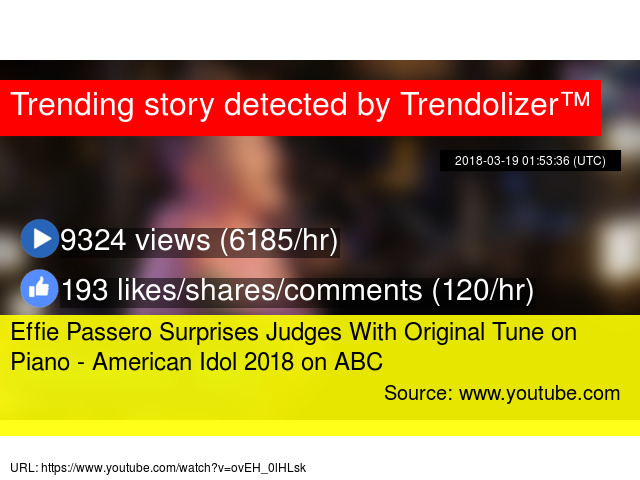 Trending story detected by Trendolizer™
2018-03-19 01:53:36 (UTC)
9324 views (6185/hr)
193 likes/shares/comments (120/hr)
Effie Passero Surprises Judges With Original Tune on
Piano - American Idol 2018 on ABC
Source: www.youtube.com
URL: https://www.youtube.com/watch?v=ovEH_0lHLsk